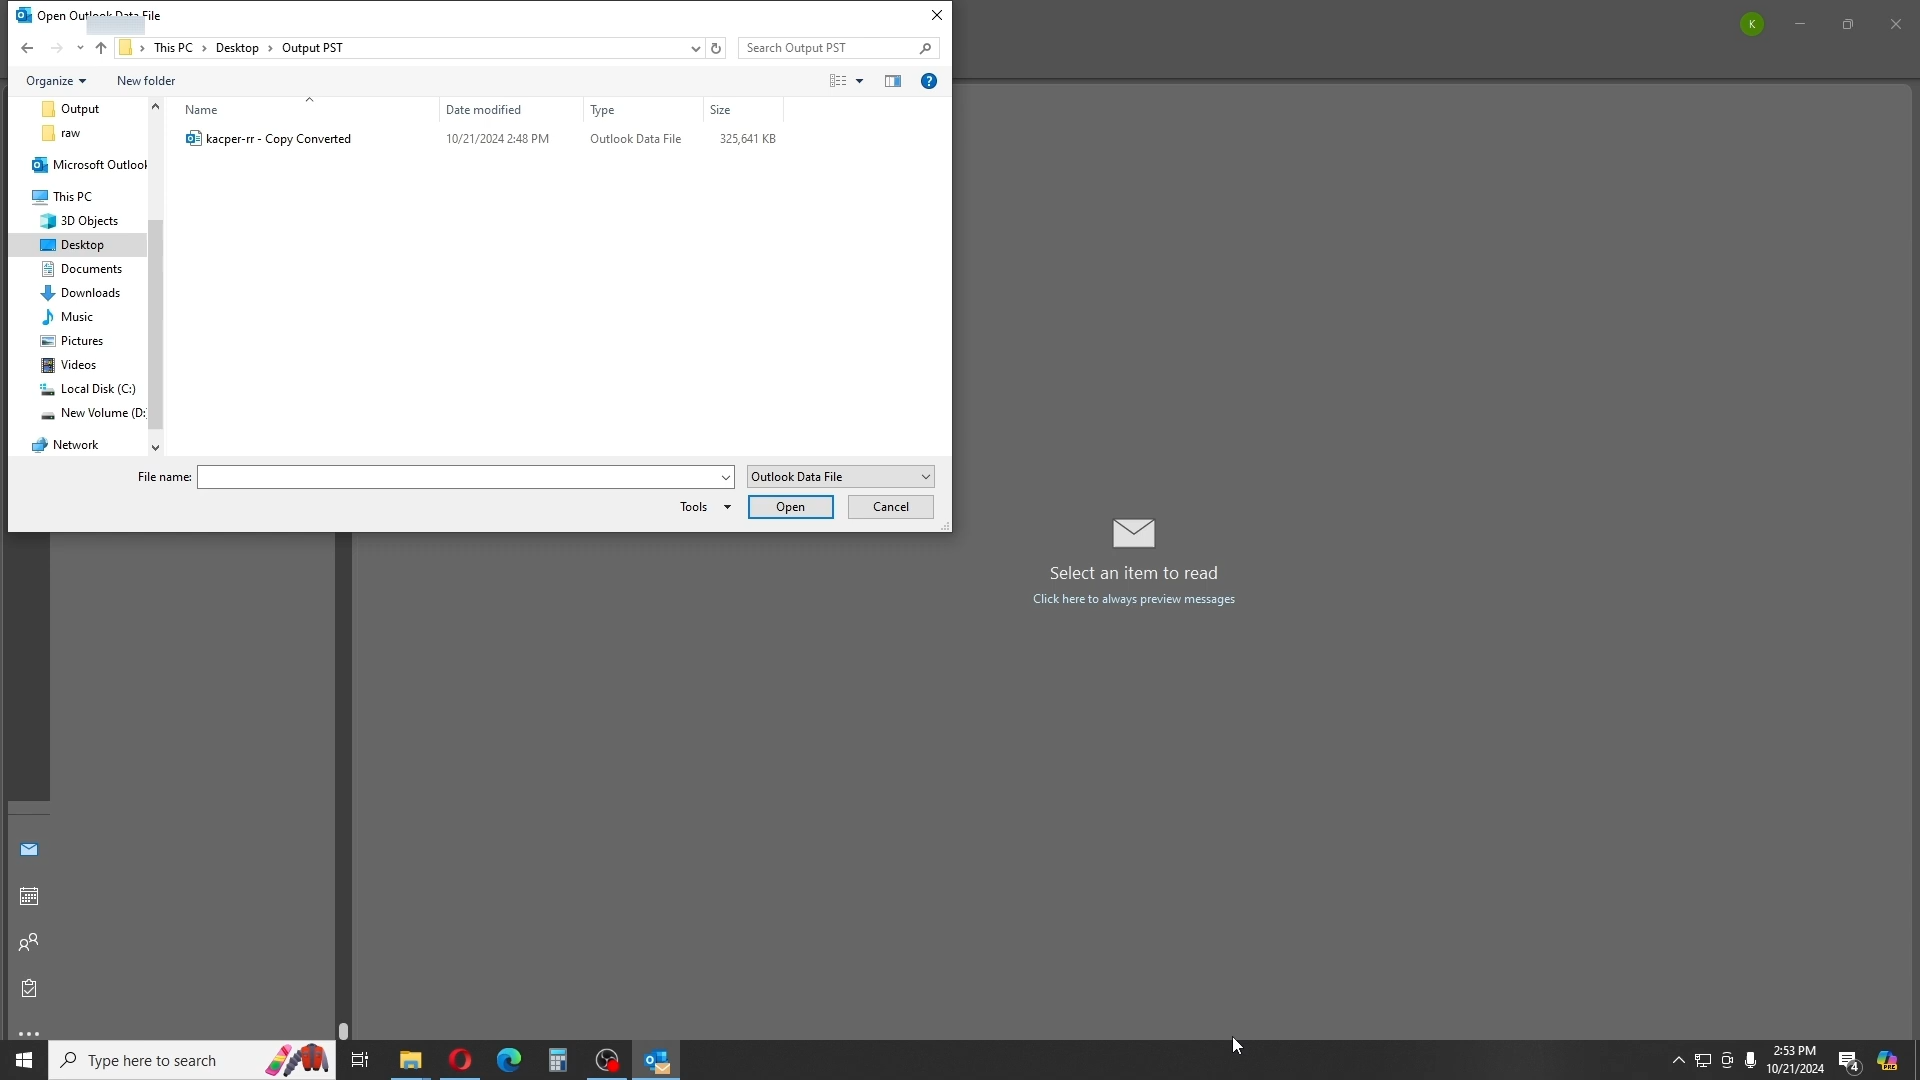 Open Outlook Data File
K
This PC > Desktop > Output PST
Search Output PST
Organize
New folder
Name
Date modified
Type
Size
kacper-rr - Copy Converted
10/21/2024 2:48 PM
Outlook Data File
325,641 KB
Output
raw
Microsoft Outlook
This PC
3D Objects
Desktop
Documents
Downloads
Music
Pictures
Videos
Local Disk (C:)
New Volume (D:)
Network
File name:
Outlook Data File
Tools
Open
Cancel
Select an item to read
Click here to always preview messages
Type here to search
2:53 PM
10/21/2024
4
PRE